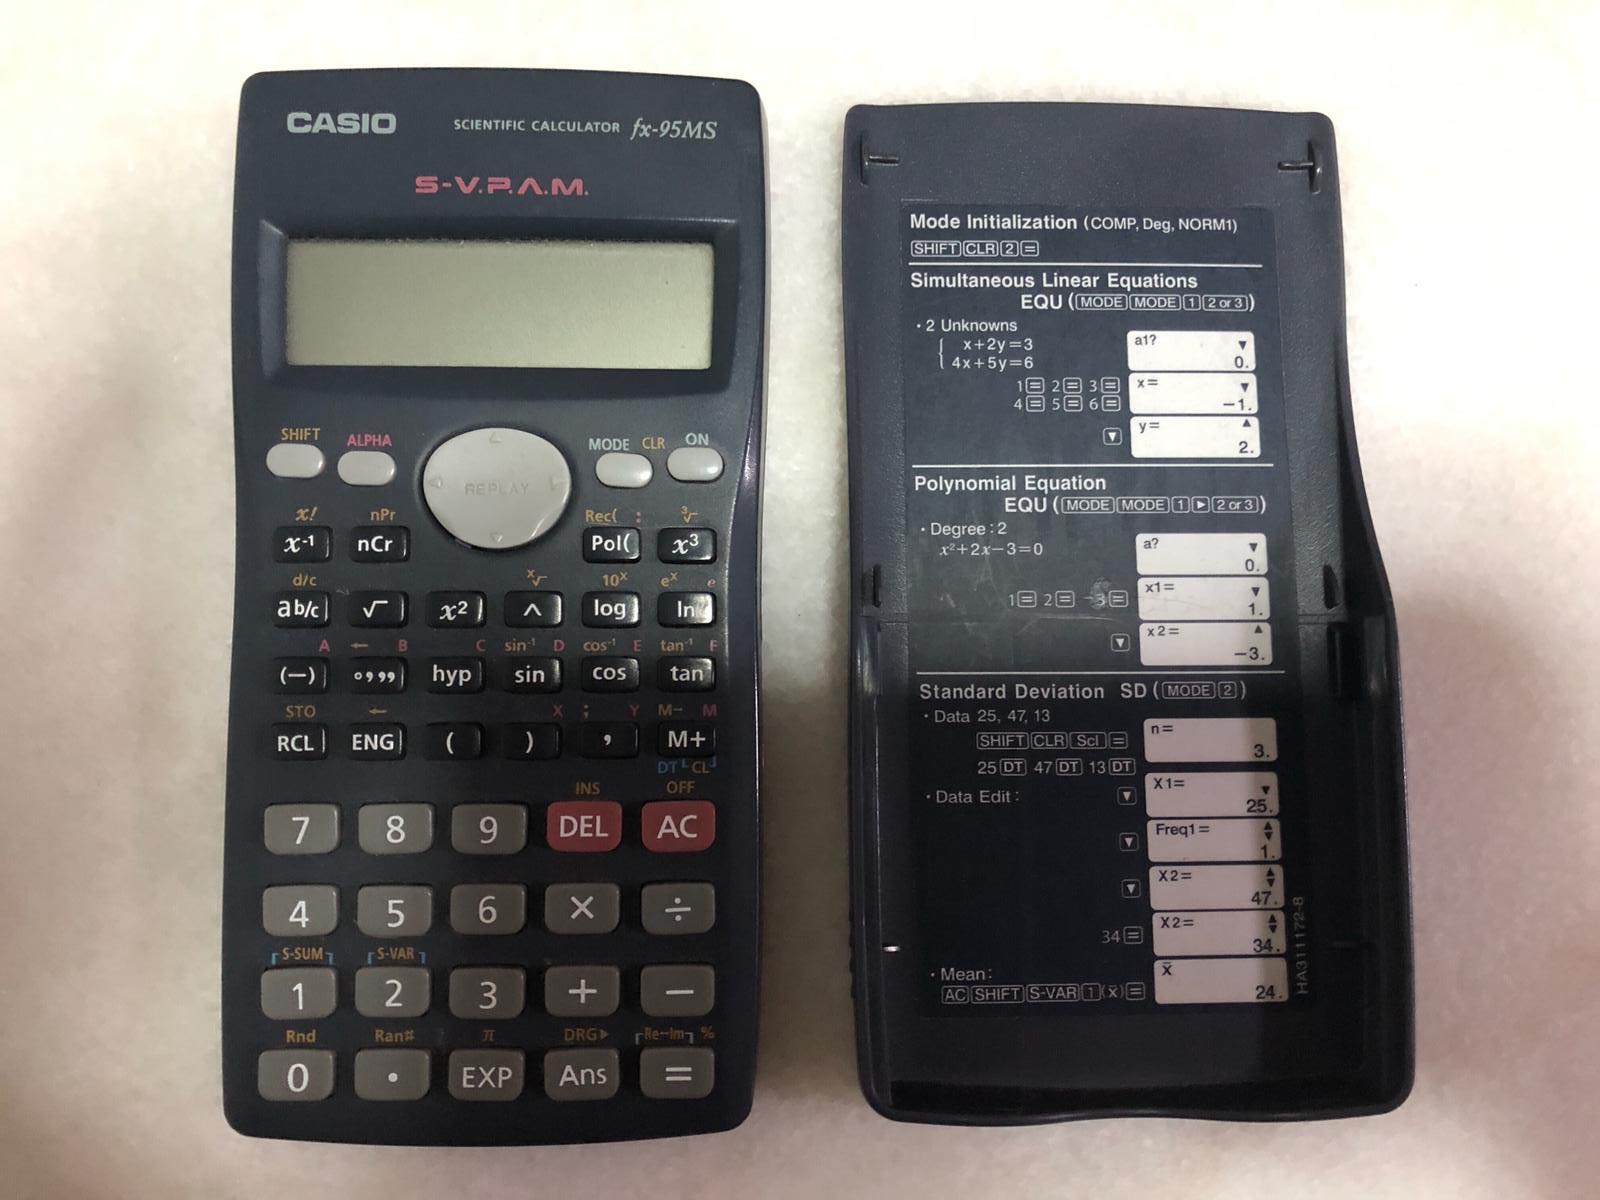 CASIO SCIENTIFIC CALCULATOR fx-95MS
S-V.P.A.M.
SHIFT ALPHA MODE CLR ON
REPLAY
x! nPr Rec( : ³√
x⁻¹ nCr Pol( x³
d/c ˣ√ 10ˣ eˣ e
a b/c √ x² ^ log ln
A ← B C sin⁻¹ D cos⁻¹ E tan⁻¹ F
(−) °,,, hyp sin cos tan
STO ← X ; Y M− M
RCL ENG ( ) , M+
DT CL
INS OFF
7 8 9 DEL AC
4 5 6 × ÷
S-SUM S-VAR
1 2 3 + −
Rnd Ran# π DRG▶ Re↔Im %
0 . EXP Ans =
Mode Initialization (COMP, Deg, NORM1)
SHIFT CLR 2 =
Simultaneous Linear Equations
EQU (MODE MODE 1 2 or 3)
・2 Unknowns
x+2y=3
4x+5y=6
a1? ▼
0.
1= 2= 3=
4= 5= 6=
x= ▼
−1.
▼ y= ▲
2.
Polynomial Equation
EQU (MODE MODE 1 ▶ 2 or 3)
・Degree : 2
x²+2x−3=0
a? ▼
0.
1= 2= −3= x1= ▼
1.
▼ x2= ▲
−3.
Standard Deviation SD (MODE 2)
・Data 25, 47, 13
SHIFT CLR Scl =
25 DT 47 DT 13 DT
n=
3.
・Data Edit : ▼ X1= ▼
25.
▼ Freq1=
1.
▼ X2=
47.
34= X2=
34.
・Mean:
AC SHIFT S-VAR 1 (x̄) =
x̄
24.
HA311172-8